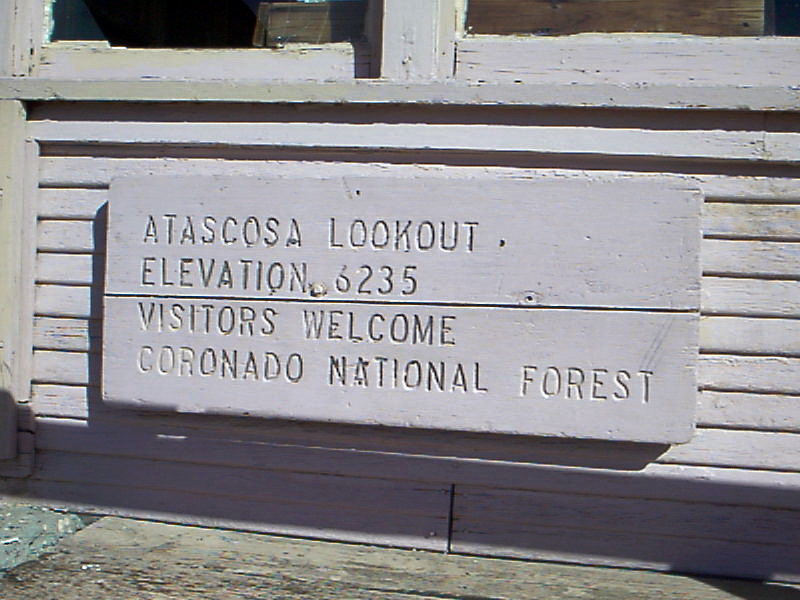 ATASCOSA LOOKOUT
ELEVATION 6235
VISITORS WELCOME
CORONADO NATIONAL FOREST